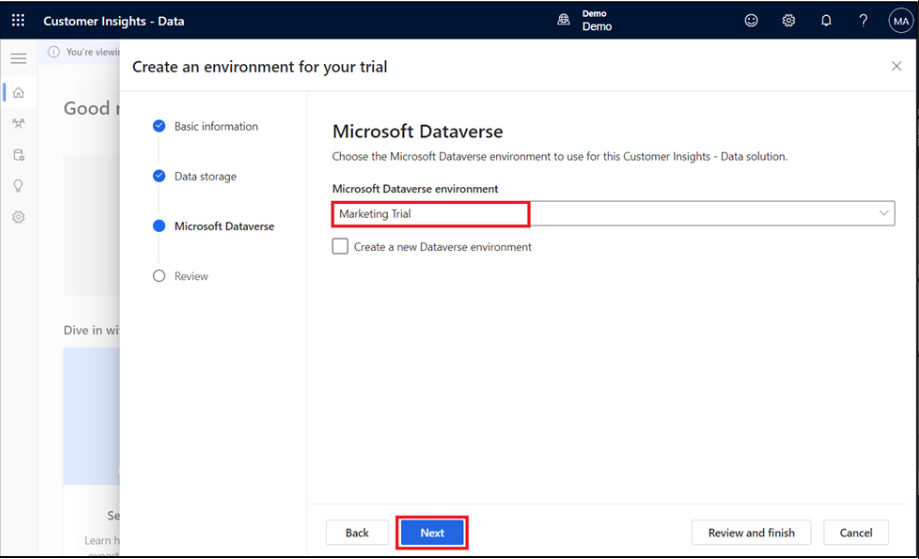 Customer Insights - Data
Demo
Demo
MA
You're viewin
Create an environment for your trial
Good
Basic information
Data storage
Microsoft Dataverse
Review
Microsoft Dataverse
Choose the Microsoft Dataverse environment to use for this Customer Insights - Data solution.
Microsoft Dataverse environment
Marketing Trial
Create a new Dataverse environment
Dive in wi
Se
Learn h
Back
Next
Review and finish
Cancel